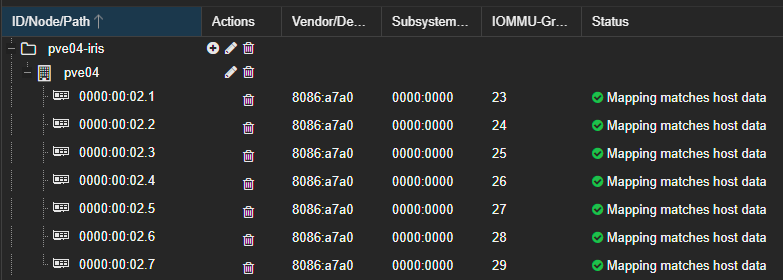 ID/Node/Path ↑ Actions Vendor/De... Subsystem... IOMMU-Gr... Status
pve04-iris
pve04
0000:00:02.1 8086:a7a0 0000:0000 23 Mapping matches host data
0000:00:02.2 8086:a7a0 0000:0000 24 Mapping matches host data
0000:00:02.3 8086:a7a0 0000:0000 25 Mapping matches host data
0000:00:02.4 8086:a7a0 0000:0000 26 Mapping matches host data
0000:00:02.5 8086:a7a0 0000:0000 27 Mapping matches host data
0000:00:02.6 8086:a7a0 0000:0000 28 Mapping matches host data
0000:00:02.7 8086:a7a0 0000:0000 29 Mapping matches host data